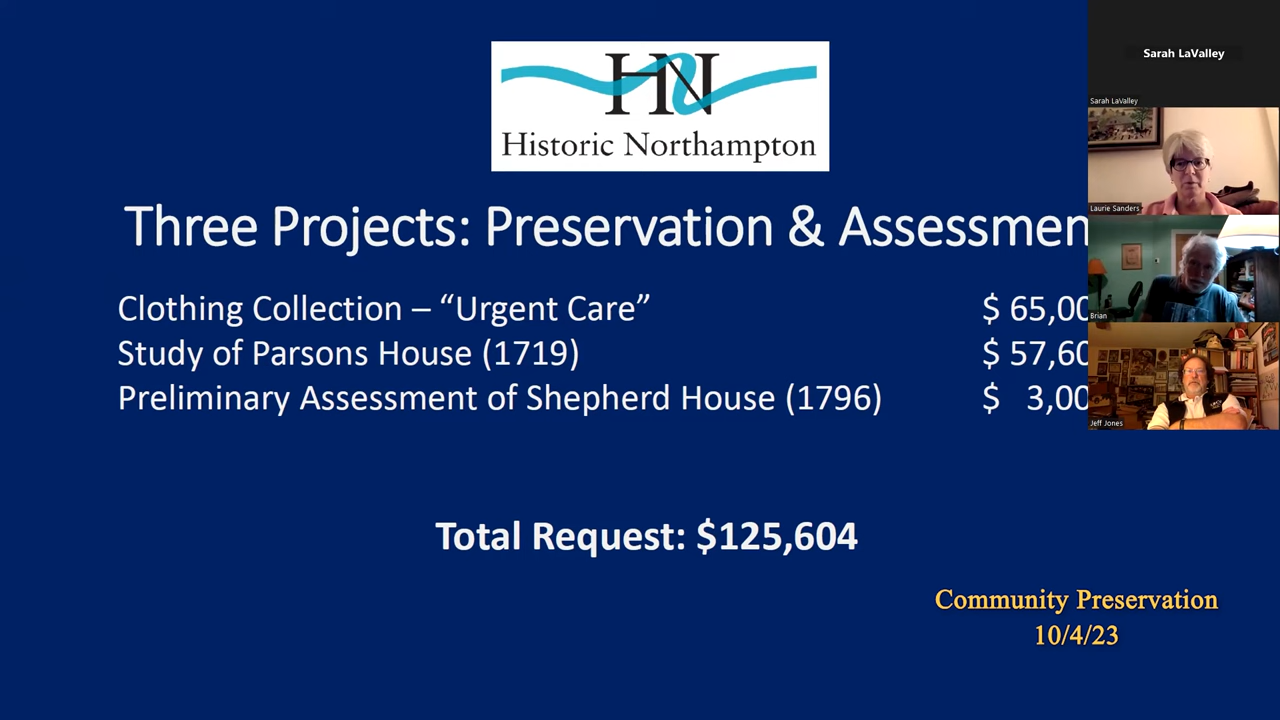 HN
Historic Northampton
Three Projects: Preservation & Assessmen
Clothing Collection – “Urgent Care” $ 65,00
Study of Parsons House (1719) $ 57,60
Preliminary Assessment of Shepherd House (1796) $ 3,00
Total Request: $125,604
Community Preservation
10/4/23
Sarah LaValley
Sarah LaValley
Laurie Sanders
Brian
Jeff Jones